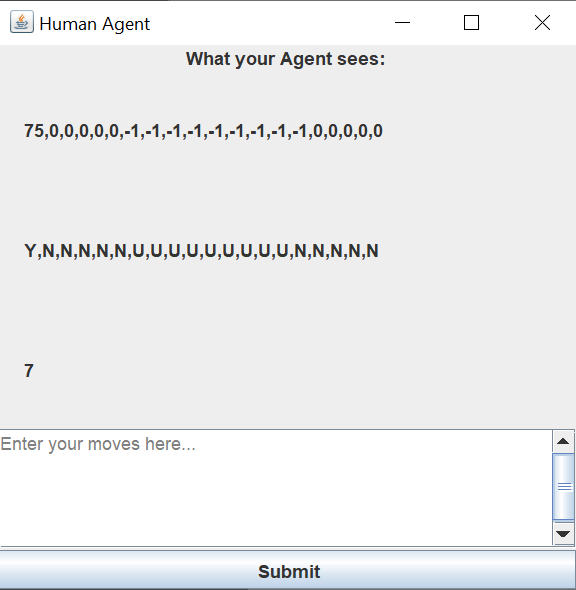 Human Agent
What your Agent sees:
75,0,0,0,0,0,-1,-1,-1,-1,-1,-1,-1,-1,-1,0,0,0,0,0
Y,N,N,N,N,N,U,U,U,U,U,U,U,U,U,N,N,N,N,N
7
Enter your moves here...
Submit